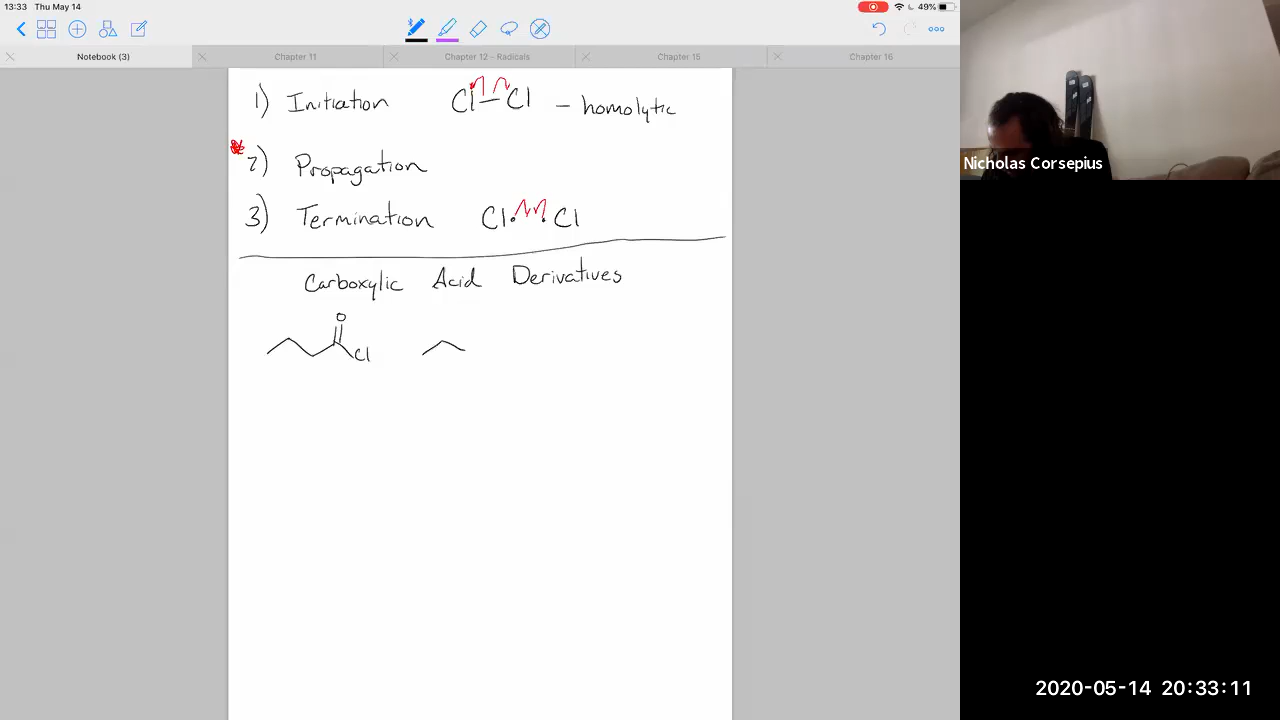 13:33 Thu May 14 49%
Notebook (3) Chapter 11 Chapter 12 - Radicals Chapter 15 Chapter 16
1) Initiation Cl—Cl – homolytic
2) Propagation
3) Termination Cl· ·Cl
Carboxylic Acid Derivatives
O
Cl
Nicholas Corsepius
2020-05-14 20:33:11